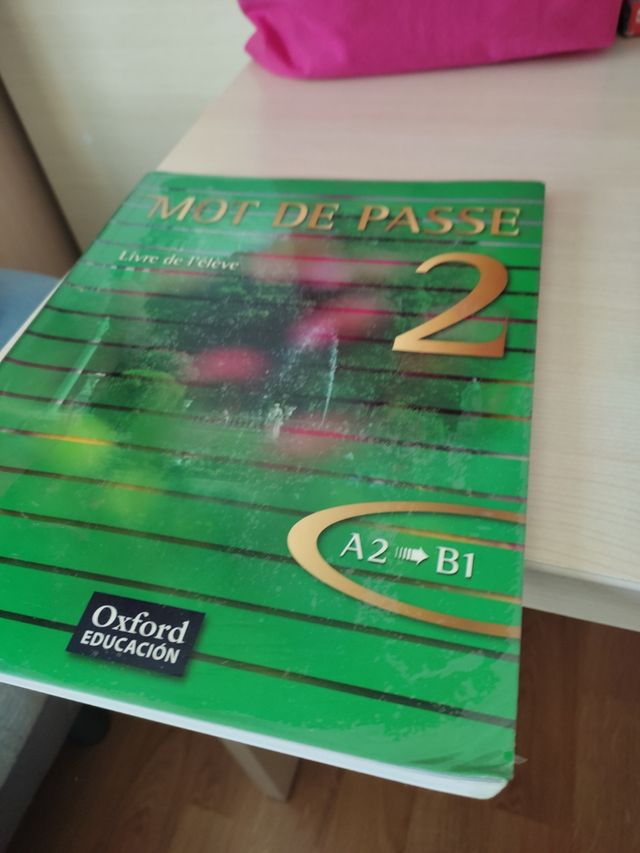 MOT DE PASSE
Livre de l'élève
2
A2 B1
Oxford
EDUCACIÓN